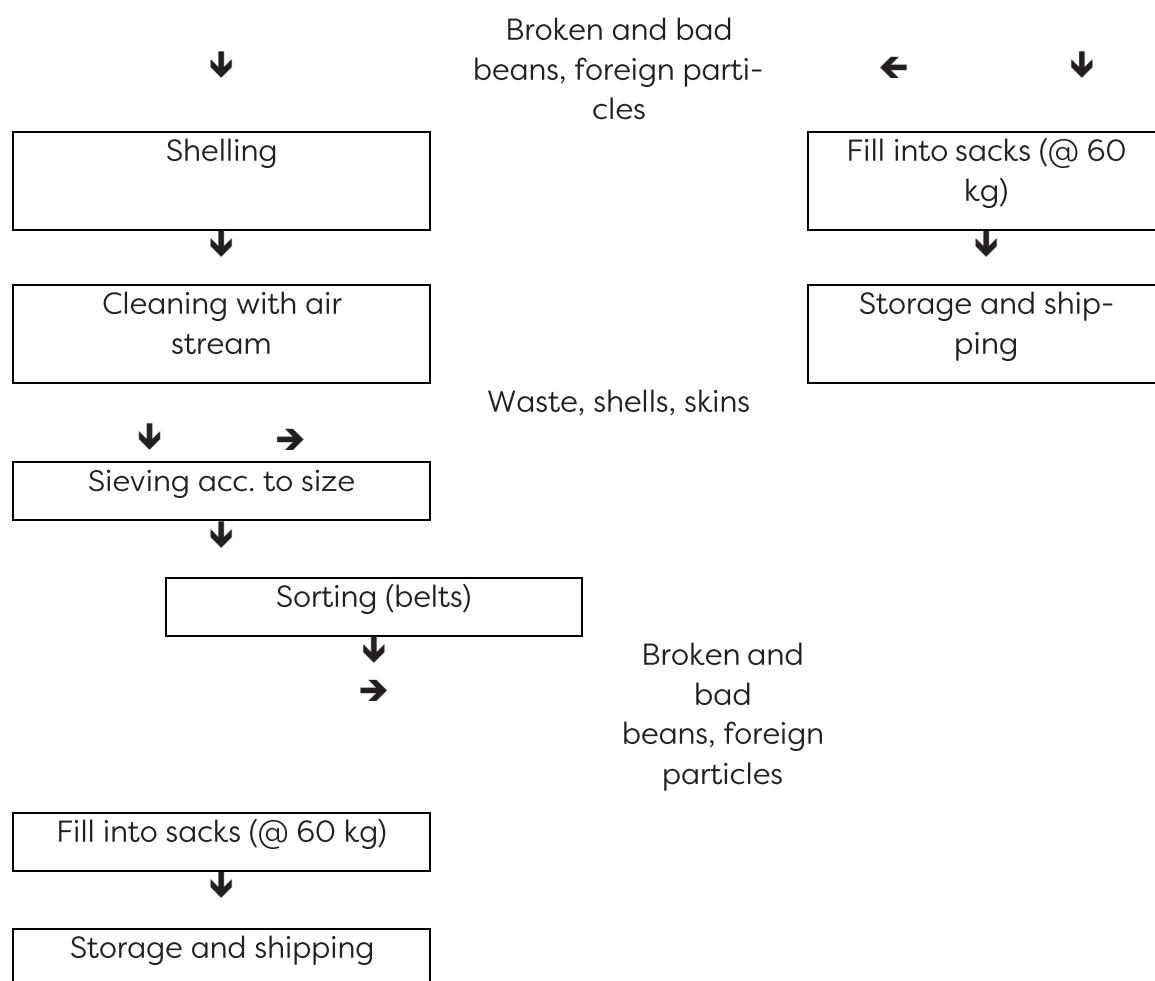 Broken and bad
beans, foreign parti-
cles
Shelling
Fill into sacks (@ 60
kg)
Cleaning with air
stream
Storage and ship-
ping
Waste, shells, skins
Sieving acc. to size
Sorting (belts)
Broken and
bad
beans, foreign
particles
Fill into sacks (@ 60 kg)
Storage and shipping